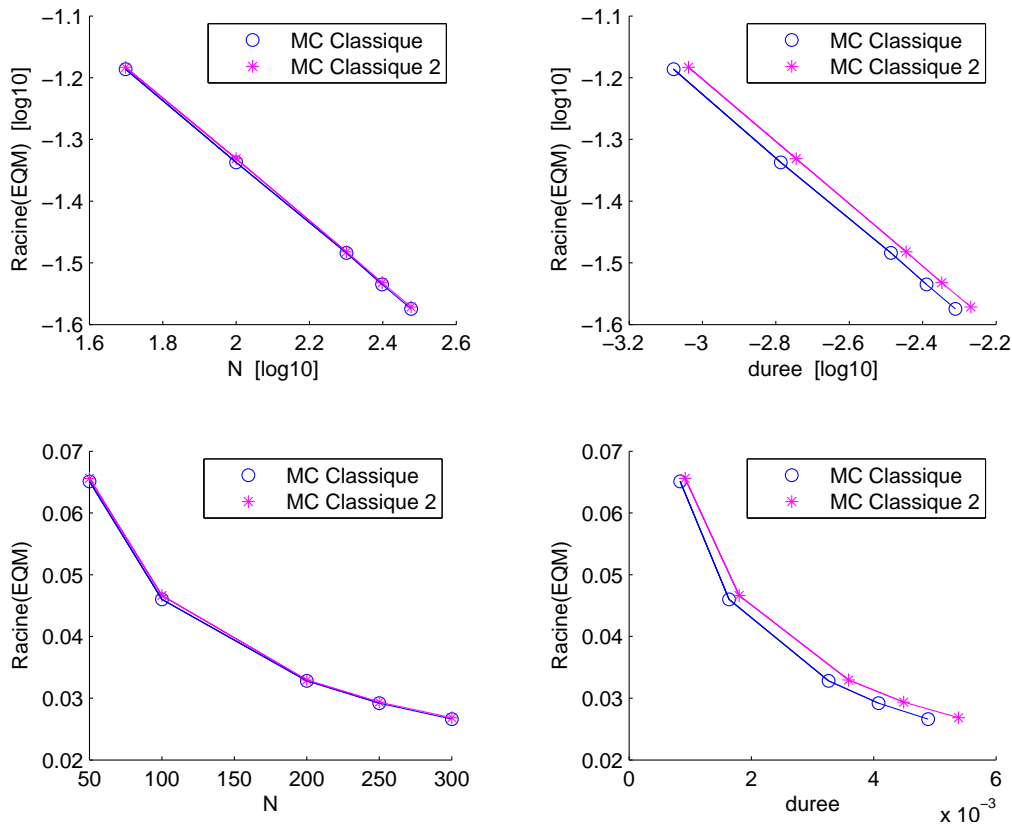 −1.1
−1.2
−1.3
−1.4
−1.5
−1.6
1.6
1.8
2.0
2.2
2.4
2.6
N [log10]
Racine(EQM) [log10]
MC Classique
MC Classique 2
−1.1
−1.2
−1.3
−1.4
−1.5
−1.6
−3.2
−3
−2.8
−2.6
−2.4
−2.2
duree [log10]
Racine(EQM) [log10]
MC Classique
MC Classique 2
0.07
0.06
0.05
0.04
0.03
0.02
50
100
150
200
250
300
N
Racine(EQM)
MC Classique
MC Classique 2
0.07
0.06
0.05
0.04
0.03
0.02
0
2
4
6
x 10−3
duree
Racine(EQM)
MC Classique
MC Classique 2